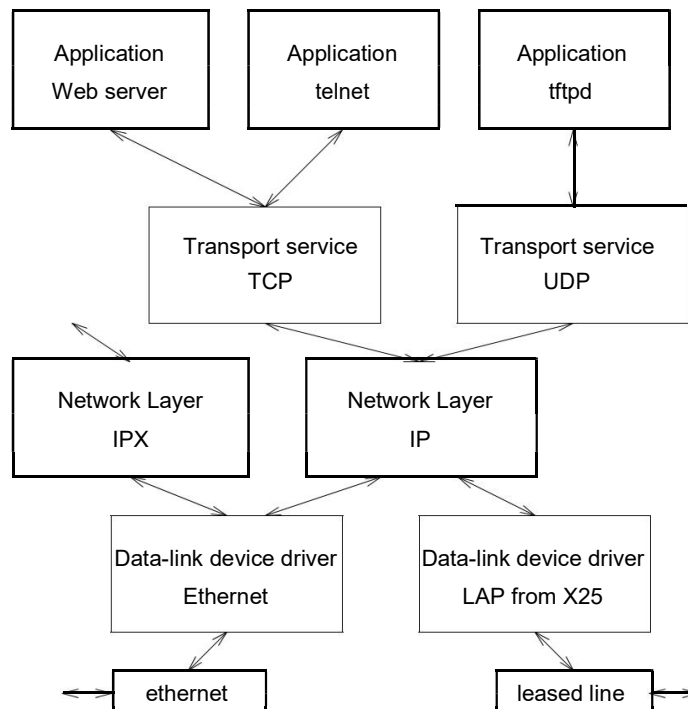 Application
Web server
Application
telnet
Application
tftpd
Transport service
TCP
Transport service
UDP
Network Layer
IPX
Network Layer
IP
Data-link device driver
Ethernet
Data-link device driver
LAP from X25
ethernet
leased line